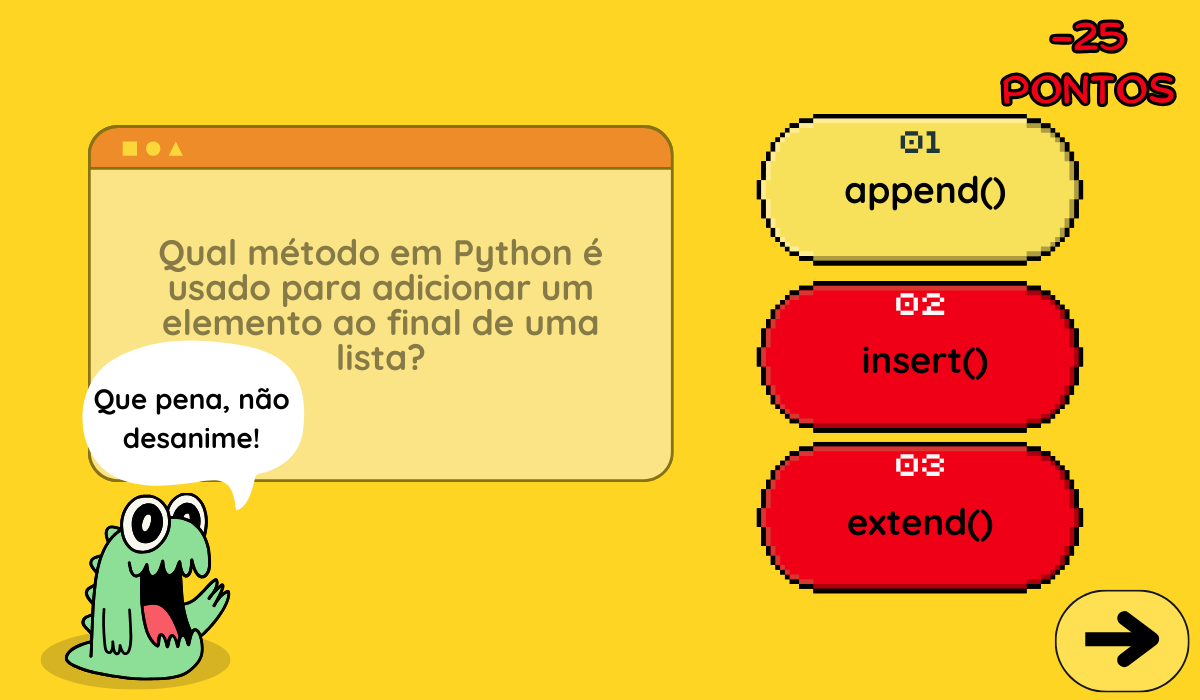 -25
PONTOS
Qual método em Python é
usado para adicionar um
elemento ao final de uma
lista?
Que pena, não
desanime!
01
append()
02
insert()
03
extend()